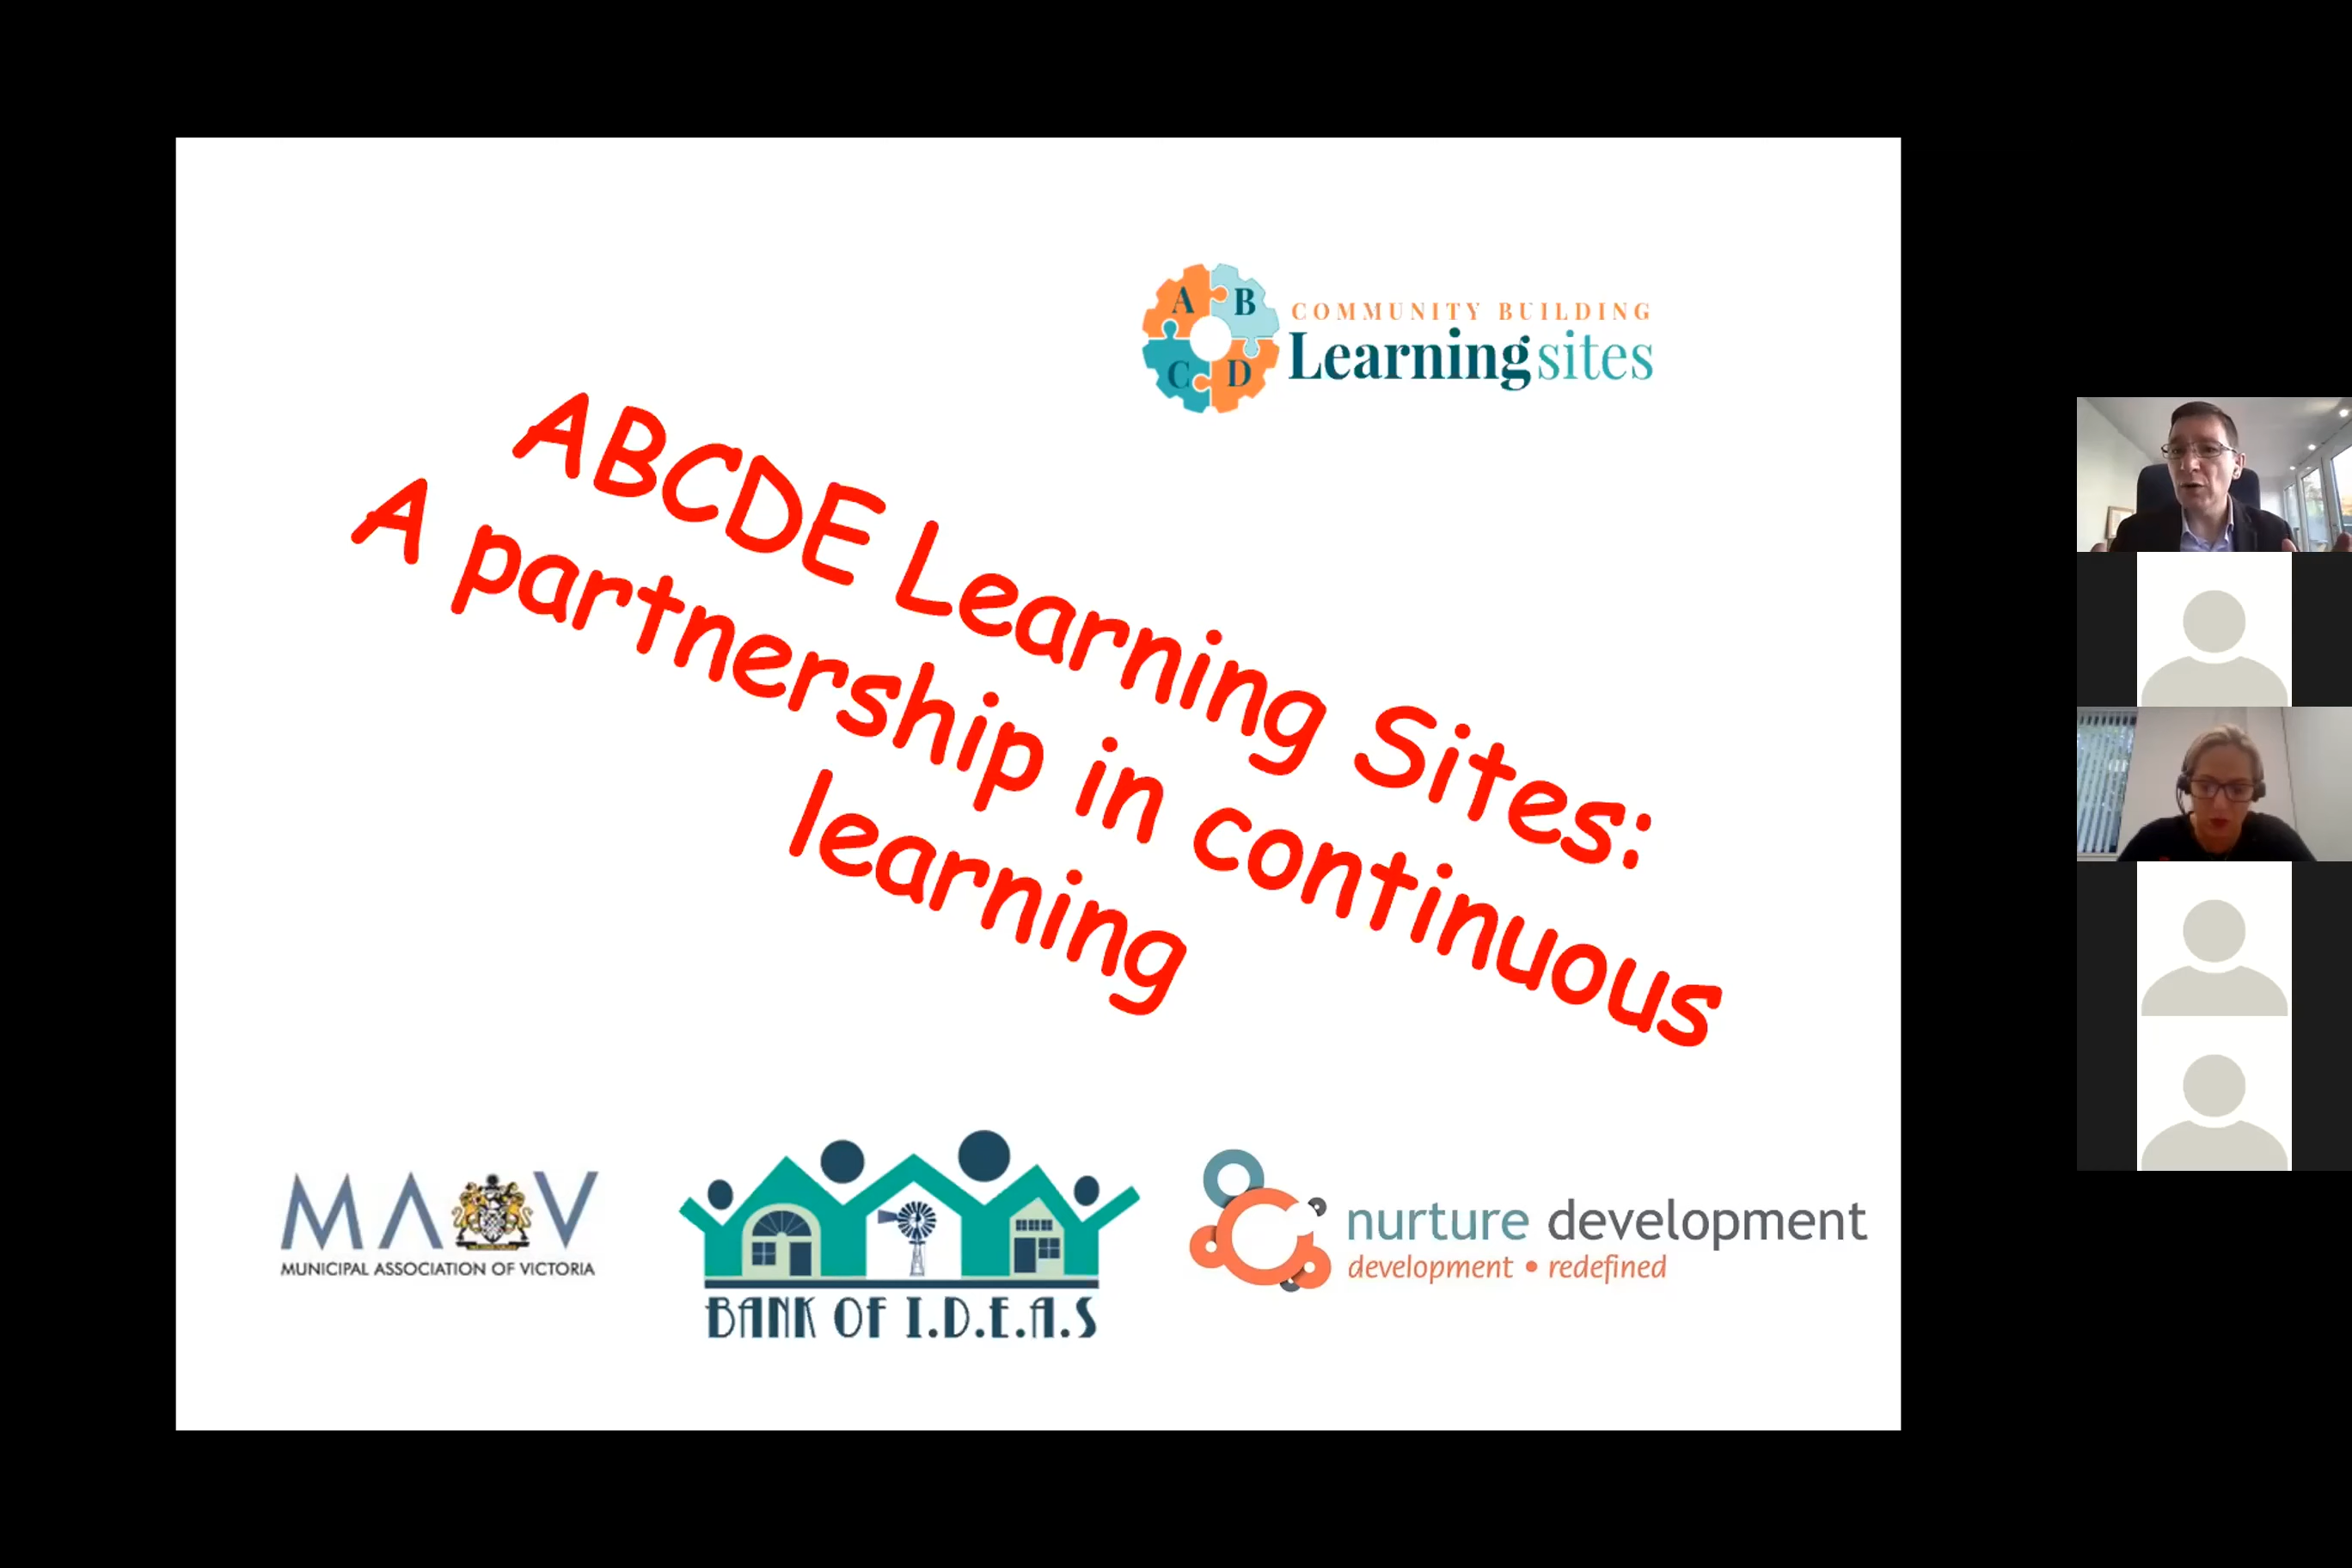 A B
C D
COMMUNITY BUILDING
Learning sites
ABCDE Learning Sites:
A partnership in continuous
learning
MAV
MUNICIPAL ASSOCIATION OF VICTORIA
BANK OF I.D.E.A.S
nurture development
development • redefined